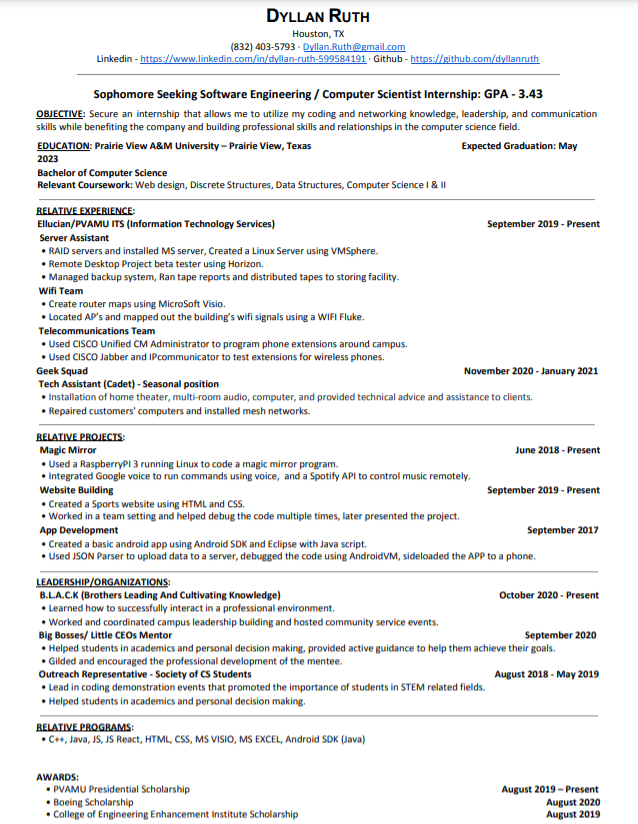 DYLLAN RUTH
Houston, TX
(832) 403-5793 · Dyllan.Ruth@gmail.com
Linkedin - https://www.linkedin.com/in/dyllan-ruth-599584191 · Github - https://github.com/dyllanruth
Sophomore Seeking Software Engineering / Computer Scientist Internship: GPA - 3.43
OBJECTIVE: Secure an internship that allows me to utilize my coding and networking knowledge, leadership, and communication
skills while benefiting the company and building professional skills and relationships in the computer science field.
EDUCATION: Prairie View A&M University – Prairie View, Texas Expected Graduation: May
2023
Bachelor of Computer Science
Relevant Coursework: Web design, Discrete Structures, Data Structures, Computer Science I & II
RELATIVE EXPERIENCE:
Ellucian/PVAMU ITS (Information Technology Services) September 2019 - Present
Server Assistant
• RAID servers and installed MS server, Created a Linux Server using VMSphere.
• Remote Desktop Project beta tester using Horizon.
• Managed backup system, Ran tape reports and distributed tapes to storing facility.
Wifi Team
• Create router maps using MicroSoft Visio.
• Located AP's and mapped out the building's wifi signals using a WIFI Fluke.
Telecommunications Team
• Used CISCO Unified CM Administrator to program phone extensions around campus.
• Used CISCO Jabber and IPcommunicator to test extensions for wireless phones.
Geek Squad November 2020 - January 2021
Tech Assistant (Cadet) - Seasonal position
• Installation of home theater, multi-room audio, computer, and provided technical advice and assistance to clients.
• Repaired customers' computers and installed mesh networks.
RELATIVE PROJECTS:
Magic Mirror June 2018 - Present
• Used a RaspberryPI 3 running Linux to code a magic mirror program.
• Integrated Google voice to run commands using voice, and a Spotify API to control music remotely.
Website Building September 2019 - Present
• Created a Sports website using HTML and CSS.
• Worked in a team setting and helped debug the code multiple times, later presented the project.
App Development September 2017
• Created a basic android app using Android SDK and Eclipse with Java script.
• Used JSON Parser to upload data to a server, debugged the code using AndroidVM, sideloaded the APP to a phone.
LEADERSHIP/ORGANIZATIONS:
B.L.A.C.K (Brothers Leading And Cultivating Knowledge) October 2020 - Present
• Learned how to successfully interact in a professional environment.
• Worked and coordinated campus leadership building and hosted community service events.
Big Bosses/ Little CEOs Mentor September 2020
• Helped students in academics and personal decision making, provided active guidance to help them achieve their goals.
• Gilded and encouraged the professional development of the mentee.
Outreach Representative - Society of CS Students August 2018 - May 2019
• Lead in coding demonstration events that promoted the importance of students in STEM related fields.
• Helped students in academics and personal decision making.
RELATIVE PROGRAMS:
• C++, Java, JS, JS React, HTML, CSS, MS VISIO, MS EXCEL, Android SDK (Java)
AWARDS:
• PVAMU Presidential Scholarship August 2019 – Present
• Boeing Scholarship August 2020
• College of Engineering Enhancement Institute Scholarship August 2019